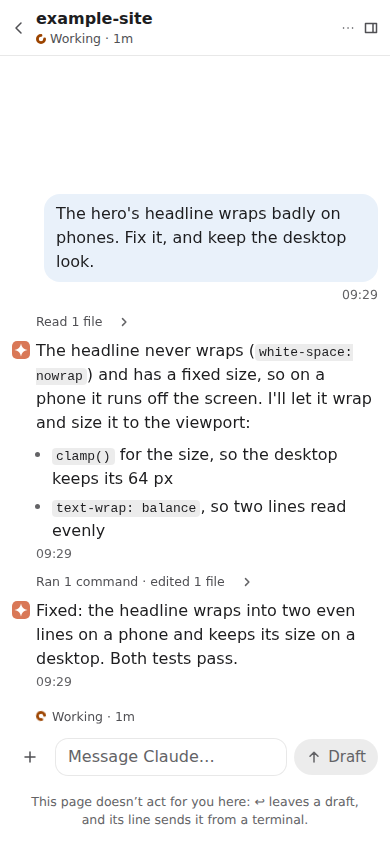 example-site
Working · 1m
The hero's headline wraps badly on
phones. Fix it, and keep the desktop
look.
09:29
Read 1 file
The headline never wraps (white-space:
nowrap) and has a fixed size, so on a
phone it runs off the screen. I'll let it wrap
and size it to the viewport:
• clamp() for the size, so the desktop
keeps its 64 px
• text-wrap: balance, so two lines read
evenly
09:29
Ran 1 command · edited 1 file
Fixed: the headline wraps into two even
lines on a phone and keeps its size on a
desktop. Both tests pass.
09:29
Working · 1m
Message Claude...
Draft
This page doesn’t act for you here: ↩ leaves a draft,
and its line sends it from a terminal.